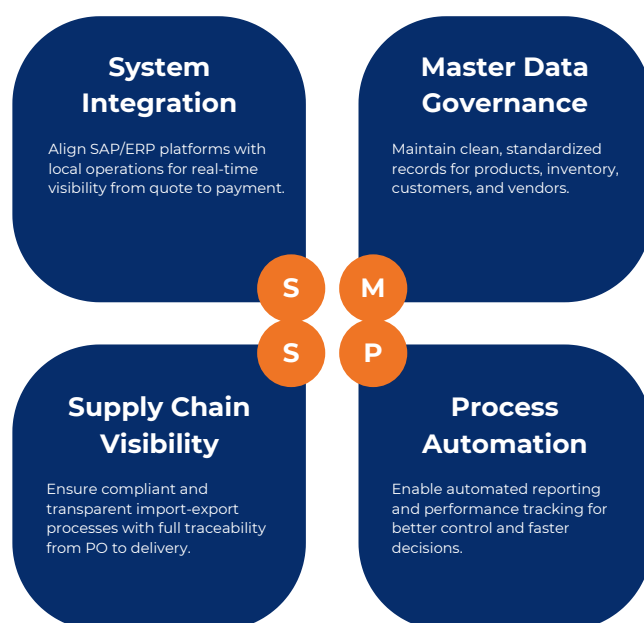 System
Integration
Align SAP/ERP platforms with
local operations for real-time
visibility from quote to payment.
Master Data
Governance
Maintain clean, standardized
records for products, inventory,
customers, and vendors.
S
M
S
P
Supply Chain
Visibility
Ensure compliant and
transparent import-export
processes with full traceability
from PO to delivery.
Process
Automation
Enable automated reporting
and performance tracking for
better control and faster
decisions.